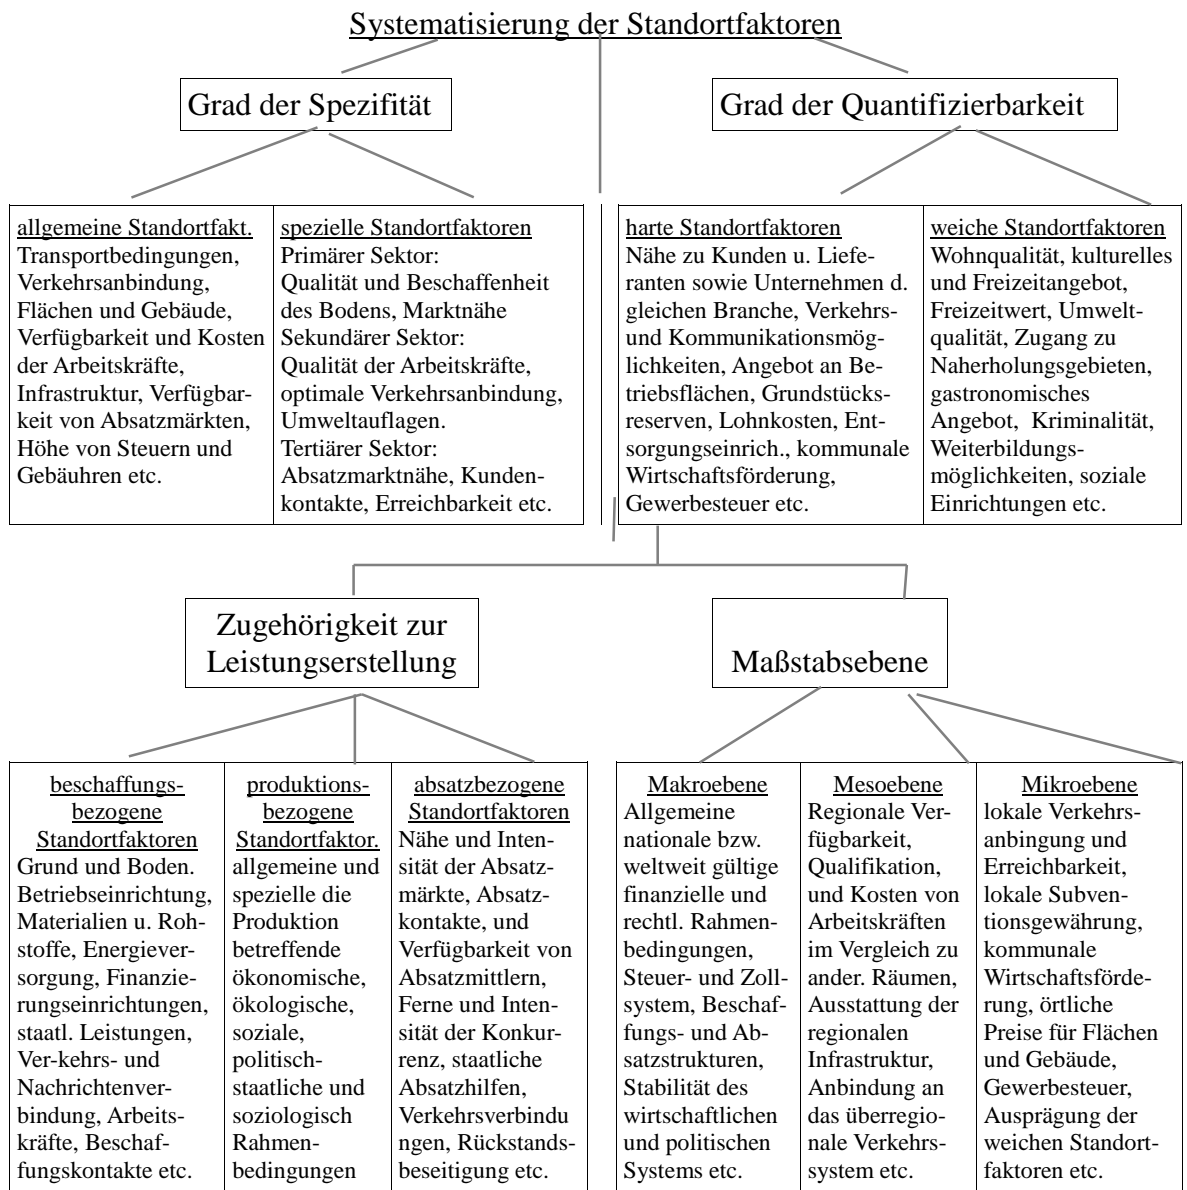 Systematisierung der Standortfaktoren
Grad der Spezifität
Grad der Quantifizierbarkeit
allgemeine Standortfakt.
Transportbedingungen,
Verkehrsanbindung,
Flächen und Gebäude,
Verfügbarkeit und Kosten
der Arbeitskräfte,
Infrastruktur, Verfügbar-
keit von Absatzmärkten,
Höhe von Steuern und
Gebäuhren etc.
spezielle Standortfaktoren
Primärer Sektor:
Qualität und Beschaffenheit
des Bodens, Marktnähe
Sekundärer Sektor:
Qualität der Arbeitskräfte,
optimale Verkehrsanbindung,
Umweltauflagen.
Tertiärer Sektor:
Absatzmarktnähe, Kunden-
kontakte, Erreichbarkeit etc.
harte Standortfaktoren
Nähe zu Kunden u. Liefe-
ranten sowie Unternehmen d.
gleichen Branche, Verkehrs-
und Kommunikationsmög-
lichkeiten, Angebot an Be-
triebsflächen, Grundstücks-
reserven, Lohnkosten, Ent-
sorgungseinrich., kommunale
Wirtschaftsförderung,
Gewerbesteuer etc.
weiche Standortfaktoren
Wohnqualität, kulturelles
und Freizeitangebot,
Freizeitwert, Umwelt-
qualität, Zugang zu
Naherholungsgebieten,
gastronomisches
Angebot, Kriminalität,
Weiterbildungs-
möglichkeiten, soziale
Einrichtungen etc.
Zugehörigkeit zur
Leistungserstellung
Maßstabsebene
beschaffungs-
bezogene
Standortfaktoren
Grund und Boden.
Betriebseinrichtung,
Materialien u. Roh-
stoffe, Energiever-
sorgung, Finanzie-
rungseinrichtungen,
staatl. Leistungen,
Ver-kehrs- und
Nachrichtenver-
bindung, Arbeits-
kräfte, Beschaf-
fungskontakte etc.
produktions-
bezogene
Standortfaktor.
allgemeine und
spezielle die
Produktion
betreffende
ökonomische,
ökologische,
soziale,
politisch-
staatliche und
soziologisch
Rahmen-
bedingungen
absatzbezogene
Standortfaktoren
Nähe und Inten-
sität der Absatz-
märkte, Absatz-
kontakte, und
Verfügbarkeit von
Absatzmittlern,
Ferne und Inten-
sität der Konkur-
renz, staatliche
Absatzhilfen,
Verkehrsverbindu
ngen, Rückstands-
beseitigung etc.
Makroebene
Allgemeine
nationale bzw.
weltweit gültige
finanzielle und
rechtl. Rahmen-
bedingungen,
Steuer- und Zoll-
system, Beschaf-
fungs- und Ab-
satzstrukturen,
Stabilität des
wirtschaftlichen
und politischen
Systems etc.
Mesoebene
Regionale Ver-
fügbarkeit,
Qualifikation,
und Kosten von
Arbeitskräften
im Vergleich zu
ander. Räumen,
Ausstattung der
regionalen
Infrastruktur,
Anbindung an
das überregio-
nale Verkehrs-
system etc.
Mikroebene
lokale Verkehrs-
anbingung und
Erreichbarkeit,
lokale Subven-
tionsgewährung,
kommunale
Wirtschaftsförde-
rung, örtliche
Preise für Flächen
und Gebäude,
Gewerbesteuer,
Ausprägung der
weichen Standort-
faktoren etc.